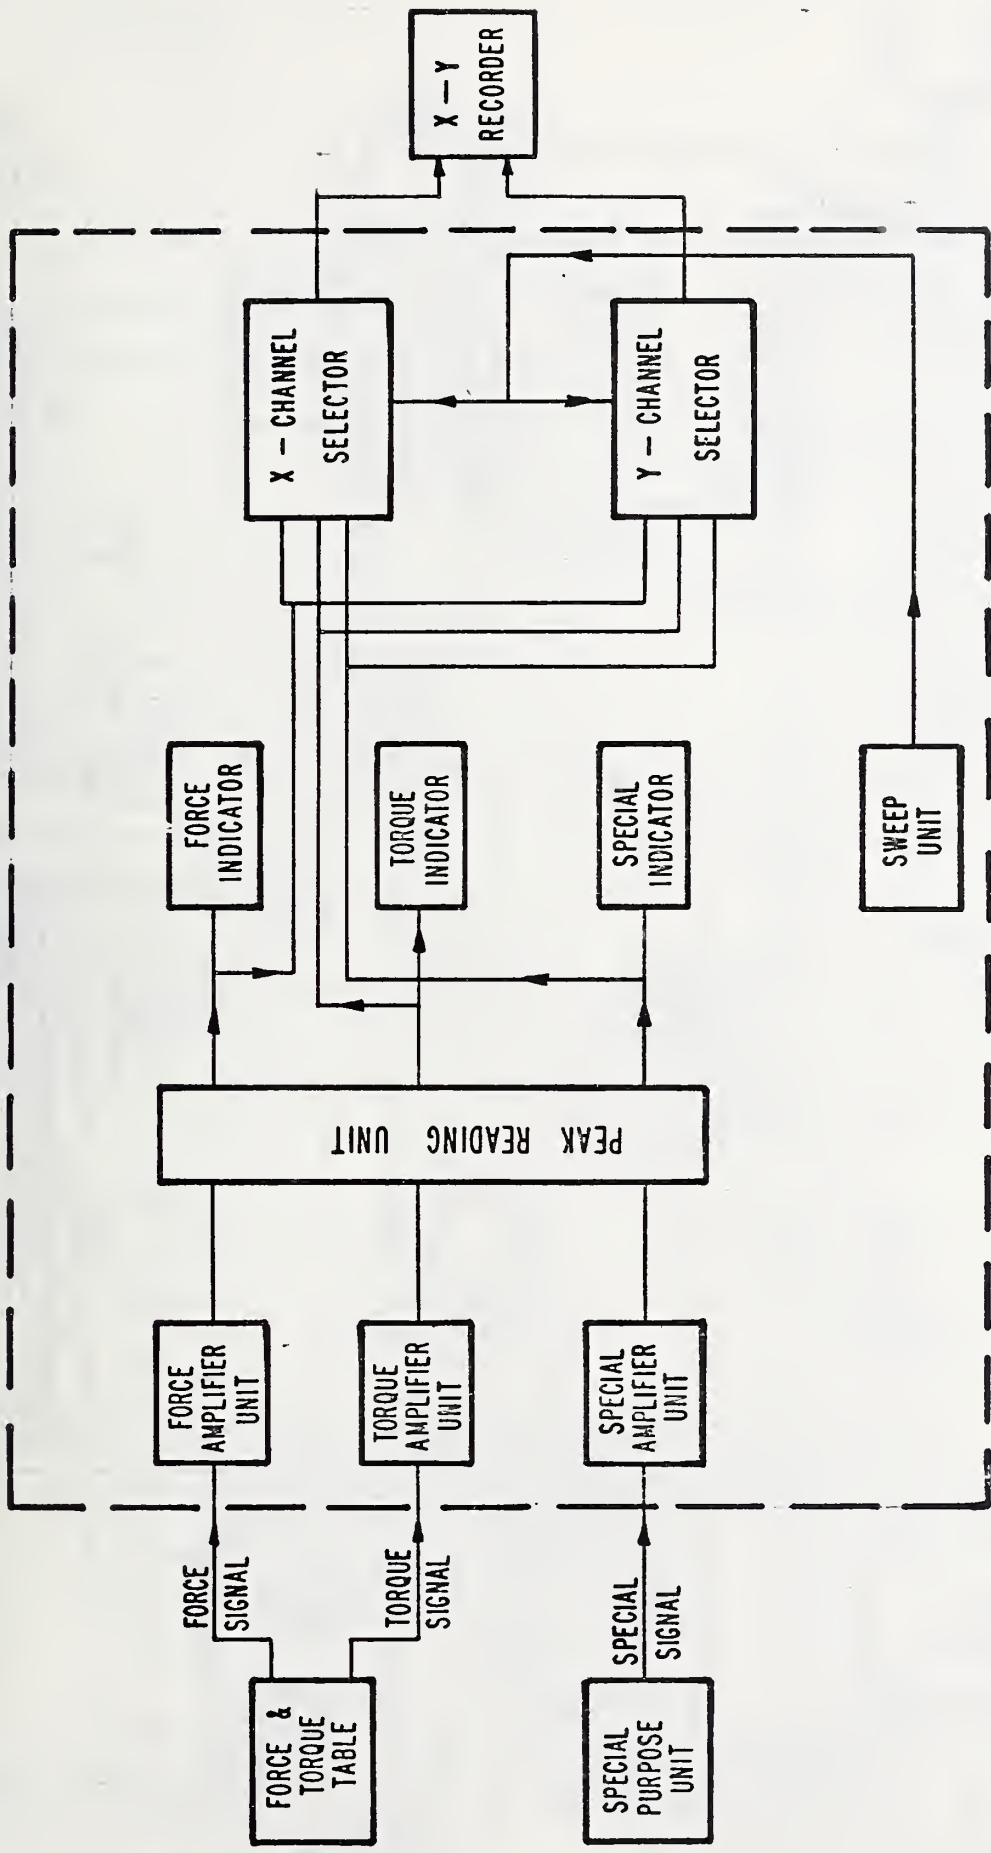 FORCE &
TORQUE
TABLE
FORCE
SIGNAL
TORQUE
SIGNAL
SPECIAL
PURPOSE
UNIT
SPECIAL
SIGNAL
FORCE
AMPLIFIER
UNIT
TORQUE
AMPLIFIER
UNIT
SPECIAL
AMPLIFIER
UNIT
PEAK READING UNIT
FORCE
INDICATOR
TORQUE
INDICATOR
SPECIAL
INDICATOR
SWEEP
UNIT
X - CHANNEL
SELECTOR
Y - CHANNEL
SELECTOR
X - Y
RECORDER